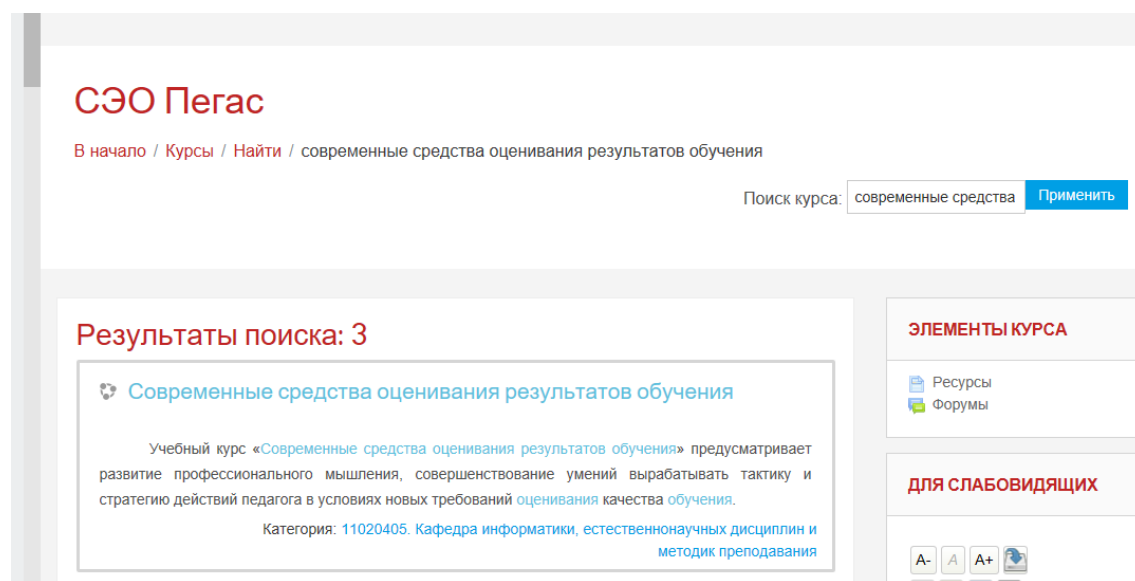 СЭО Пегас
В начало / Курсы / Найти / современные средства оценивания результатов обучения
Поиск курса: современные средства Применить
Результаты поиска: 3
Современные средства оценивания результатов обучения
Учебный курс «Современные средства оценивания результатов обучения» предусматривает
развитие профессионального мышления, совершенствование умений вырабатывать тактику и
стратегию действий педагога в условиях новых требований оценивания качества обучения.
Категория: 11020405. Кафедра информатики, естественнонаучных дисциплин и
методик преподавания
ЭЛЕМЕНТЫ КУРСА
Ресурсы
Форумы
ДЛЯ СЛАБОВИДЯЩИХ
A- A A+